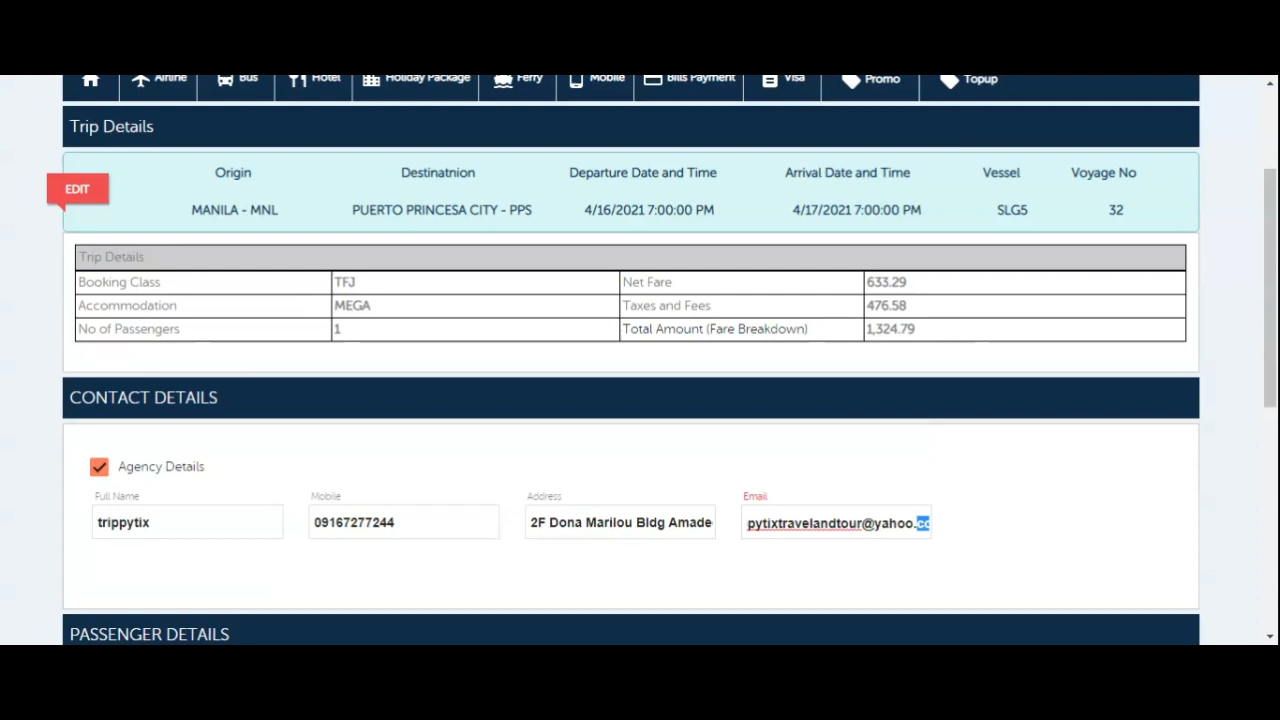 Airline Bus Hotel Holiday Package Ferry Mobile Bills Payment Visa Promo Topup
Trip Details
EDIT
Origin Destinatnion Departure Date and Time Arrival Date and Time Vessel Voyage No
MANILA - MNL PUERTO PRINCESA CITY - PPS 4/16/2021 7:00:00 PM 4/17/2021 7:00:00 PM SLG5 32
Trip Details
Booking Class TFJ Net Fare 633.29
Accommodation MEGA Taxes and Fees 476.58
No of Passengers 1 Total Amount (Fare Breakdown) 1,324.79
CONTACT DETAILS
Agency Details
Full Name Mobile Address Email
trippytix 09167277244 2F Dona Marilou Bldg Amade pytixtravelandtour@yahoo.co
PASSENGER DETAILS